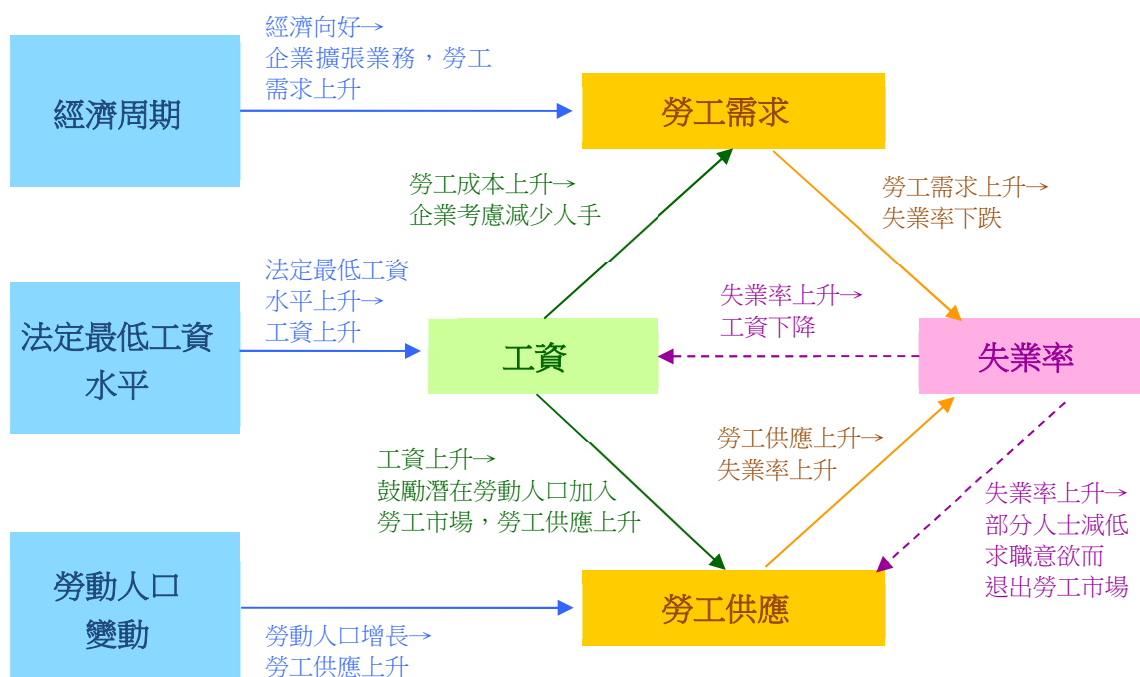 經濟向好→
企業擴張業務，勞工
需求上升
經濟周期
勞工需求
勞工成本上升→
企業考慮減少人手
勞工需求上升→
失業率下跌
法定最低工資
水平上升→
工資上升
失業率上升→
工資下降
法定最低工資
水平
工資
失業率
勞工供應上升→
失業率上升
工資上升→
鼓勵潛在勞動人口加入
勞工市場，勞工供應上升
失業率上升→
部分人士減低
求職意欲而
退出勞工市場
勞動人口
變動
勞工供應
勞動人口增長→
勞工供應上升